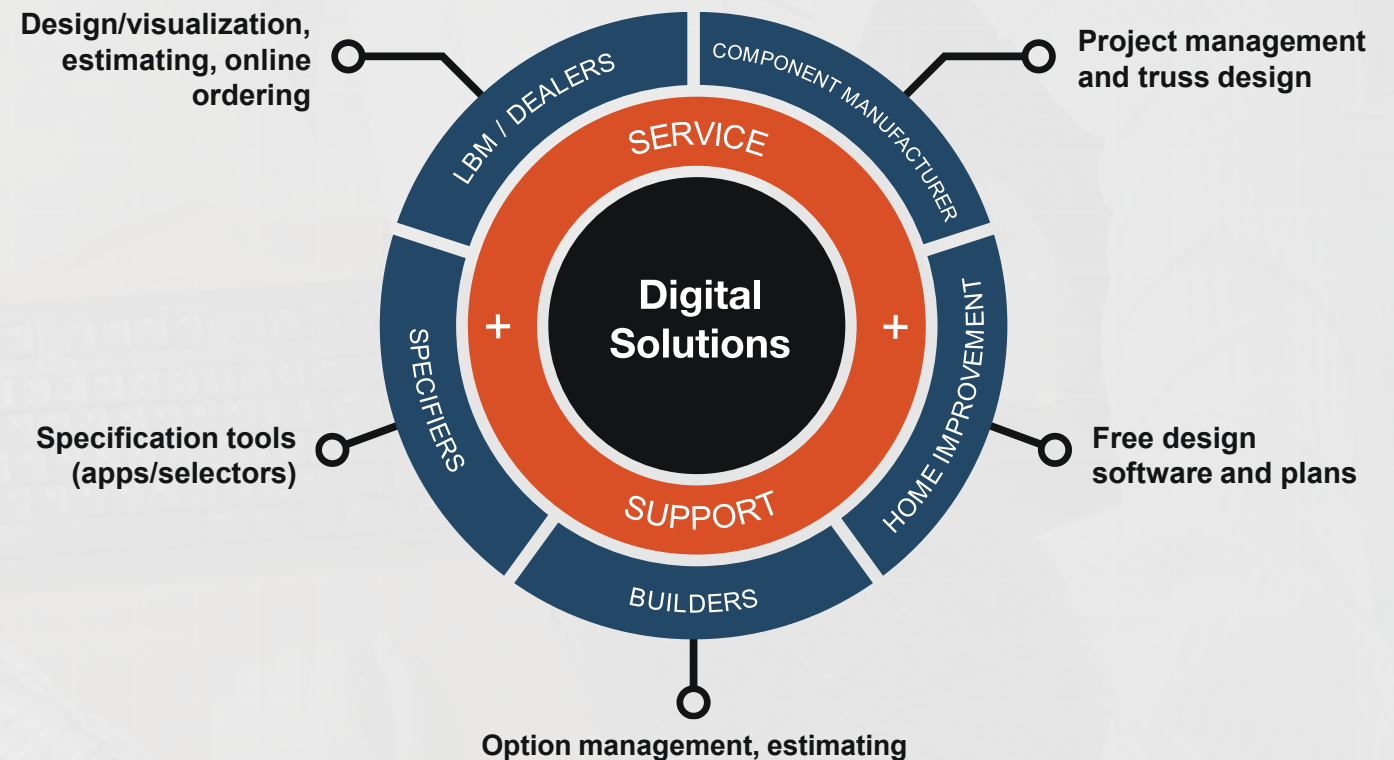 Design/visualization,
estimating, online
ordering
LBM / DEALERS
COMPONENT MANUFACTURER
Project management
and truss design
SERVICE
+
Digital
Solutions
+
SPECIFIERS
HOME IMPROVEMENT
Specification tools
(apps/selectors)
Free design
software and plans
SUPPORT
BUILDERS
Option management, estimating